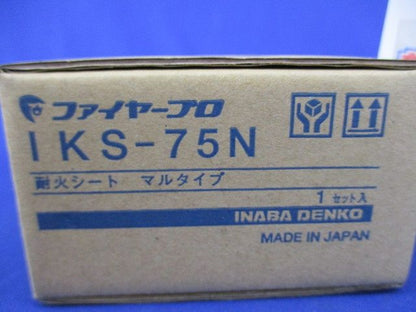 ファイヤープロ
IKS-75N
耐火シート マルタイプ
1セット入
INABA DENKO
MADE IN JAPAN